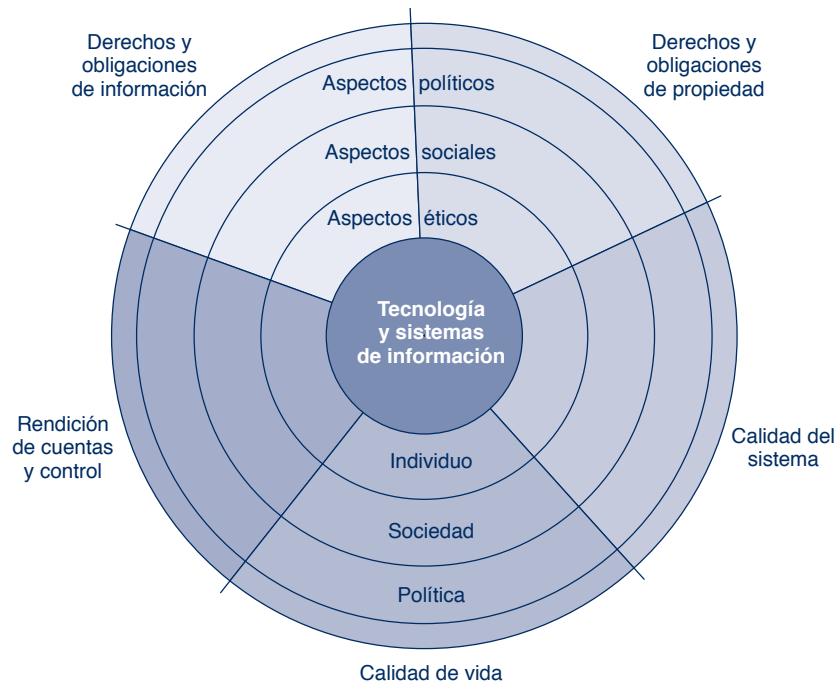 Derechos y
obligaciones
de información
Derechos y
obligaciones
de propiedad
Aspectos políticos
Aspectos sociales
Aspectos éticos
Tecnología
y sistemas
de información
Rendición
de cuentas
y control
Calidad del
sistema
Individuo
Sociedad
Política
Calidad de vida